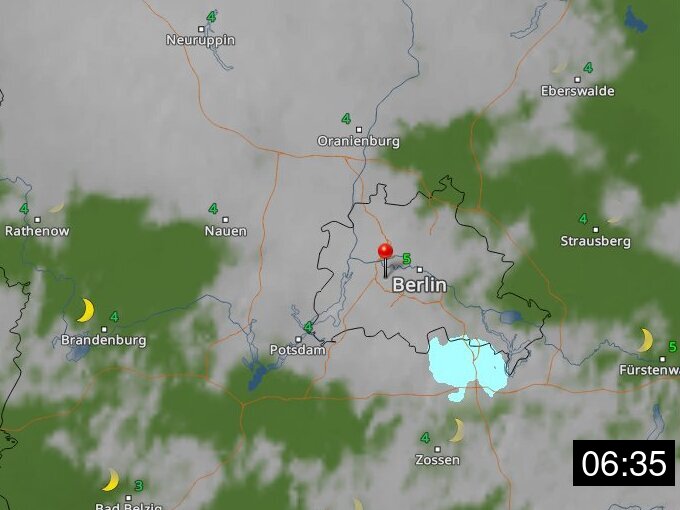 4
Neuruppin
4
Eberswalde
4
Oranienburg
4
Rathenow
4
Nauen
4
Strausberg
5
Berlin
4
Brandenburg
4
Potsdam
5
Fürstenwa
4
Zossen
06:35
3
Bad Belzig